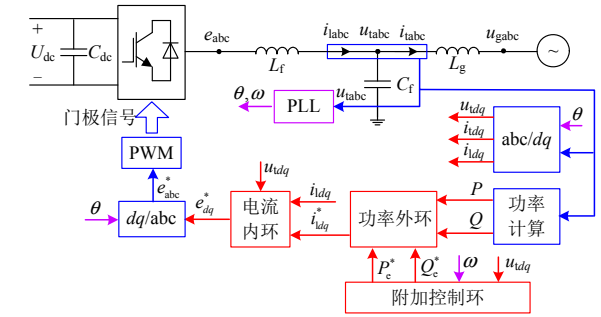 +
U_dc
−
C_dc
e_abc
L_f
i_labc
u_tabc
i_tabc
L_g
u_gabc
~
C_f
θ,ω
PLL
u_tabc
门极信号
PWM
e*_abc
θ
dq/abc
e*_dq
u_tdq
电流
内环
i_ldq
i*_ldq
功率外环
P
Q
功率
计算
u_tdq
i_tdq
i_ldq
abc/dq
θ
P_e*
Q_e*
ω
u_tdq
附加控制环